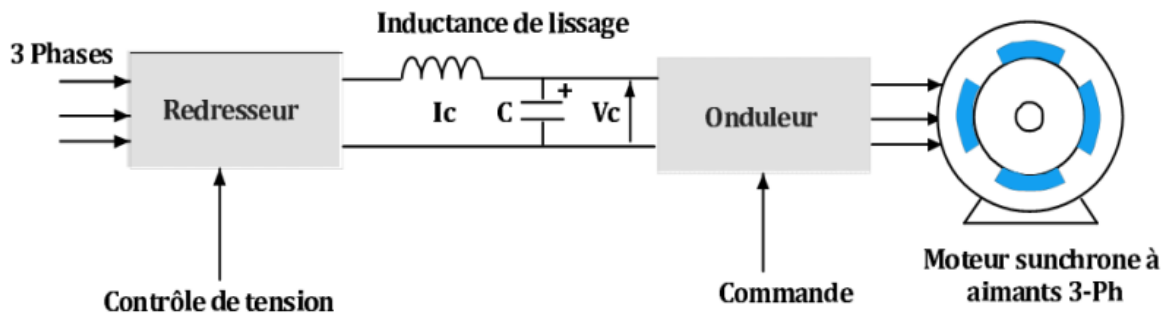 Inductance de lissage
3 Phases
Redresseur
Ic
C
+
Vc
Onduleur
Contrôle de tension
Commande
Moteur sunchrone à
aimants 3-Ph